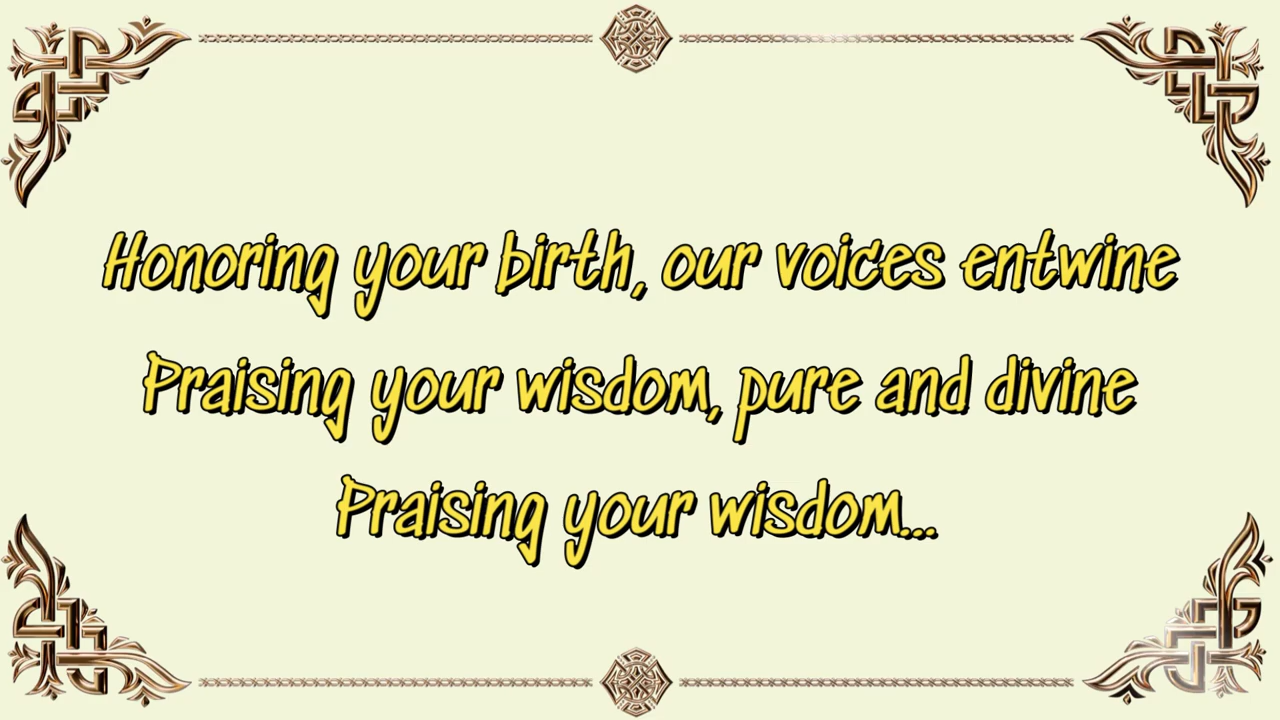 Honoring your birth, our voices entwine
Praising your wisdom, pure and divine
Praising your wisdom...